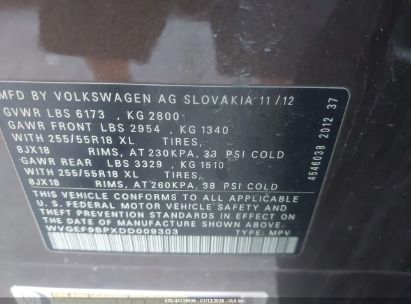 MFD BY VOLKSWAGEN AG SLOVAKIA 11/12
GVWR LBS 6173 , KG 2800
GAWR FRONT LBS 2954 , KG 1340
WITH 255/55R18 XL TIRES,
8JX18 RIMS, AT 230KPA, 33 PSI COLD
GAWR REAR LBS 3329 , KG 1510
WITH 255/55R18 XL TIRES,
8JX18 RIMS, AT 260KPA, 38 PSI COLD
THIS VEHICLE CONFORMS TO ALL APPLICABLE
U.S. FEDERAL MOTOR VEHICLE SAFETY
STANDARDS IN EFFECT ON THE
DATE OF MANUFACTURE SHOWN ABOVE.
WVGEF9BPXDD009303 TYPE: MPV
4546038 2012 37